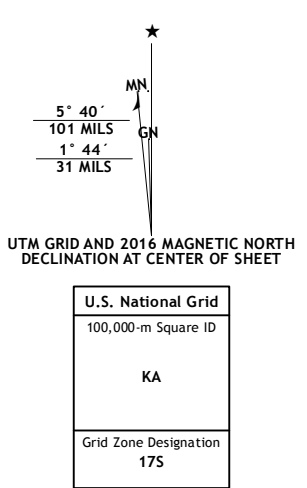 ★
MN
5° 40´
101 MILS
GN
1° 44´
31 MILS
UTM GRID AND 2016 MAGNETIC NORTH
DECLINATION AT CENTER OF SHEET
U.S. National Grid
100,000-m Square ID
KA
Grid Zone Designation
17S